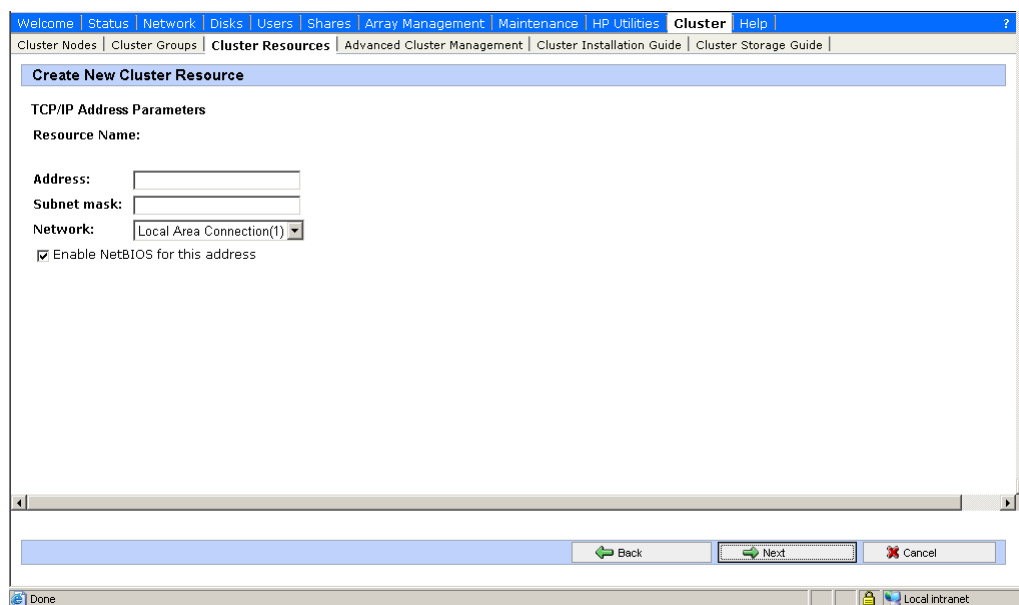 Welcome | Status | Network | Disks | Users | Shares | Array Management | Maintenance | HP Utilities | Cluster | Help | ?
Cluster Nodes | Cluster Groups | Cluster Resources | Advanced Cluster Management | Cluster Installation Guide | Cluster Storage Guide |
Create New Cluster Resource
TCP/IP Address Parameters
Resource Name:
Address:
Subnet mask:
Network: Local Area Connection(1)
Enable NetBIOS for this address
Back Next Cancel
Done Local intranet